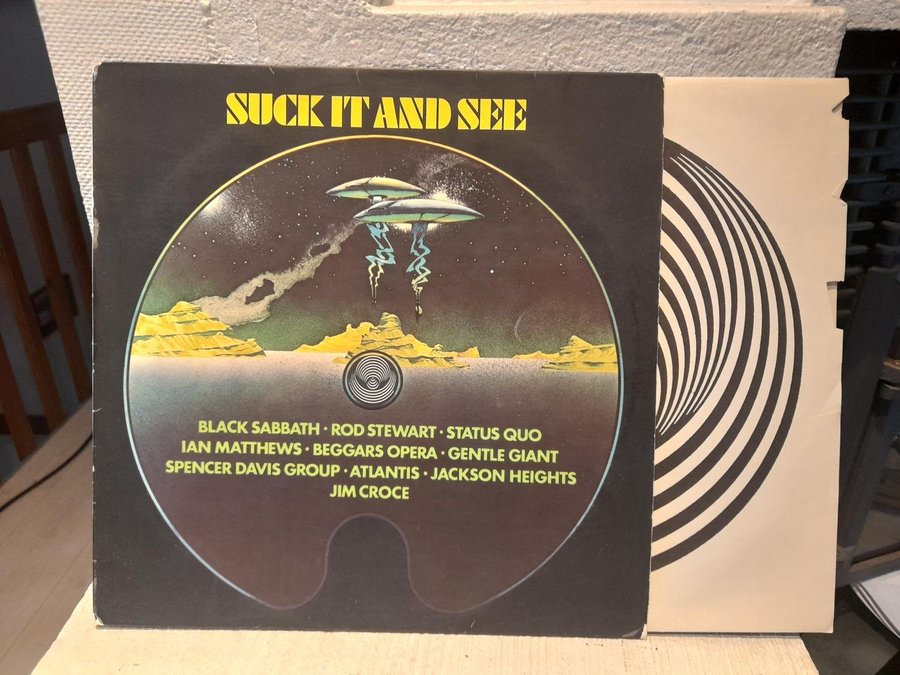 SUCK IT AND SEE
BLACK SABBATH · ROD STEWART · STATUS QUO
IAN MATTHEWS · BEGGARS OPERA · GENTLE GIANT
SPENCER DAVIS GROUP · ATLANTIS · JACKSON HEIGHTS
JIM CROCE